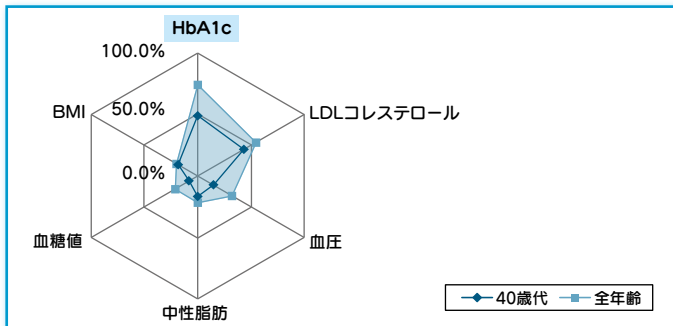 HbA1c
100.0%
BMI
50.0%
LDLコレステロール
0.0%
血糖値
血圧
中性脂肪
40歳代
全年齢